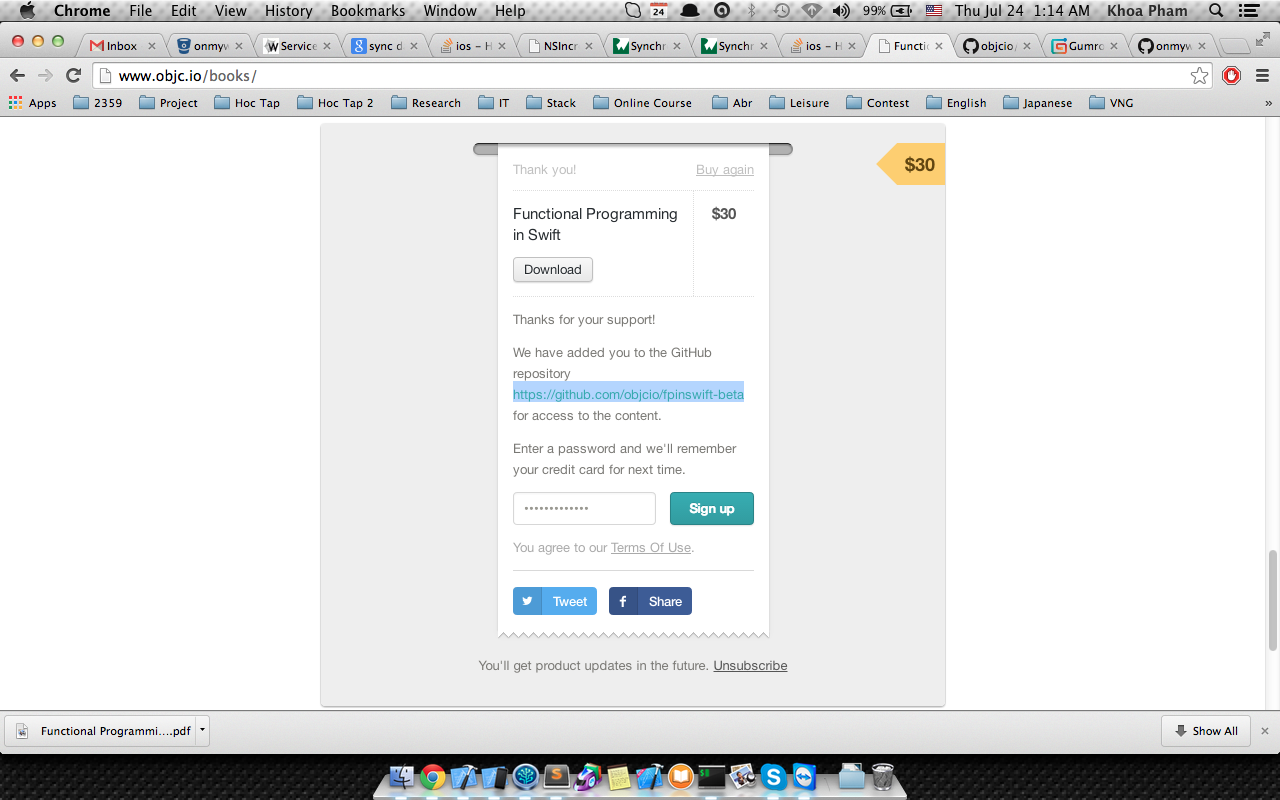 Chrome File Edit View History Bookmarks Window Help 24 99% Thu Jul 24 1:14 AM Khoa Pham
Inbox onmyw Service sync d ios – H NSIncr Synchr Synchr ios – H Functi objcio/ Gumro onmyw
www.objc.io/books/
Apps 2359 Project Hoc Tap Hoc Tap 2 Research IT Stack Online Course Abr Leisure Contest English Japanese VNG »
$30
Thank you! Buy again
Functional Programming $30
in Swift
Download
Thanks for your support!
We have added you to the GitHub
repository
https://github.com/objcio/fpinswift-beta
for access to the content.
Enter a password and we'll remember
your credit card for next time.
Sign up
You agree to our Terms Of Use.
Tweet Share
You'll get product updates in the future. Unsubscribe
Functional Programmi....pdf Show All